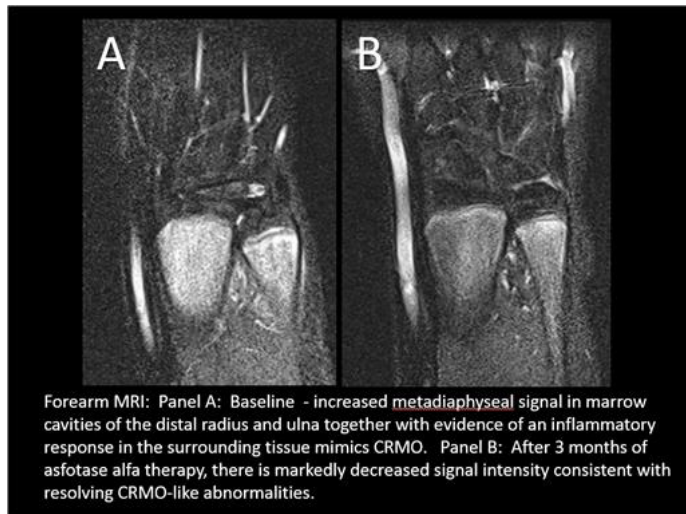 A B
Forearm MRI: Panel A: Baseline - increased metadiaphyseal signal in marrow
cavities of the distal radius and ulna together with evidence of an inflammatory
response in the surrounding tissue mimics CRMO. Panel B: After 3 months of
asfotase alfa therapy, there is markedly decreased signal intensity consistent with
resolving CRMO-like abnormalities.